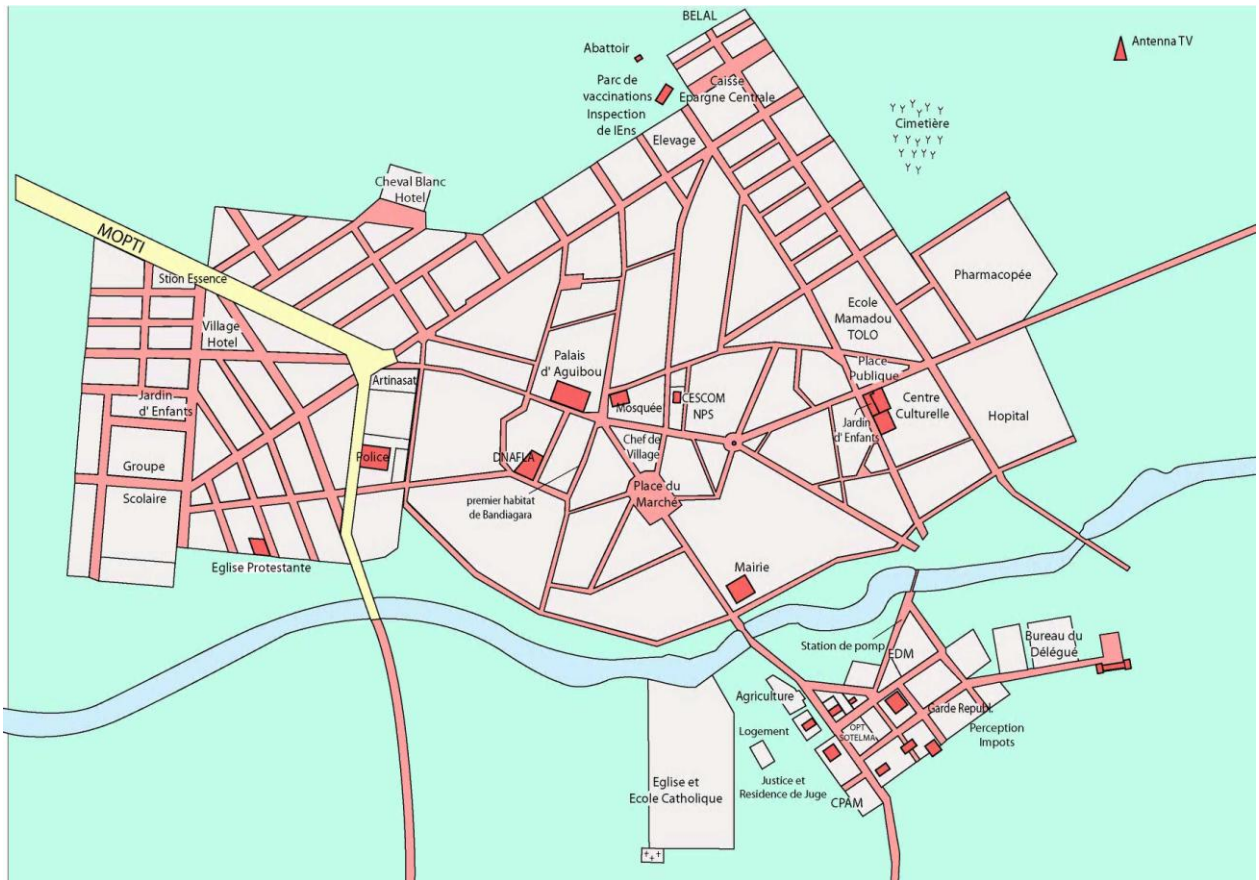 BELAL
Antenna TV
Abattoir
Parc de
vaccinations
Inspection
de IEns
Caisse
Epargne Centrale
Cimetière
Elevage
Cheval Blanc
Hotel
MOPTI
Stion Essence
Pharmacopée
Village
Hotel
Ecole
Mamadou
TOLO
Palais
d' Aguibou
Place
Publique
Artinasat
Jardin
d' Enfants
Mosquée
CESCOM
NPS
Centre
Culturelle
Hopital
Jardin
d' Enfants
Chef de
Village
Police
DNAFLA
Groupe
Scolaire
Place du
Marché
premier habitat
de Bandiagara
Eglise Protestante
Mairie
Station de pomp
EDM
Bureau du
Délégué
Agriculture
Garde Republ.
Perception
Impots
Logement
OPT
SOTELMA
Eglise et
Ecole Catholique
Justice et
Residence de Juge
CPAM